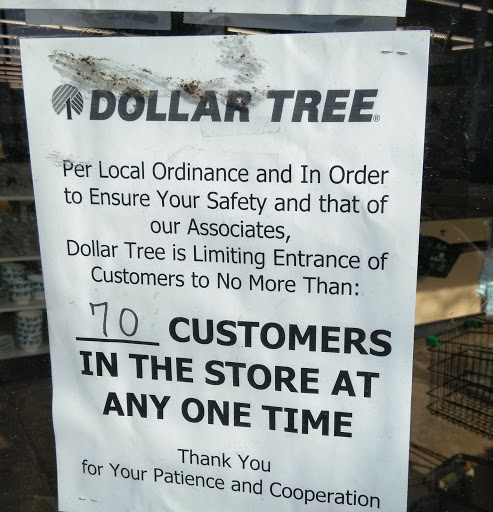 DOLLAR TREE®
Per Local Ordinance and In Order
to Ensure Your Safety and that of
our Associates,
Dollar Tree is Limiting Entrance of
Customers to No More Than:
70 CUSTOMERS
IN THE STORE AT
ANY ONE TIME
Thank You
for Your Patience and Cooperation